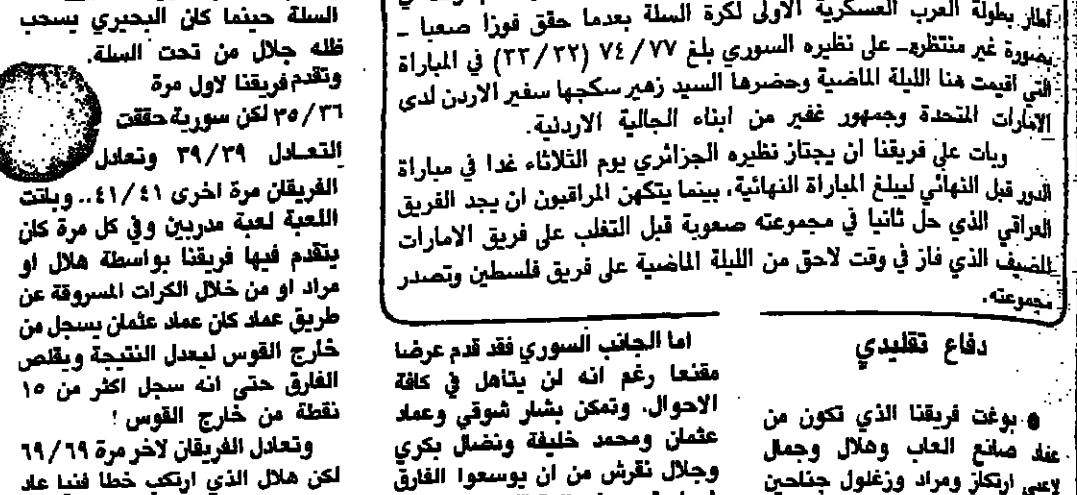 اطار بطولة العرب العسكرية الاولى لكرة السلة بعدما حقق فوزا صعبا ـ
بصورة غير منتظرة ـ على نظيره السوري بلغ ٧٤/٧٧ (٣٣/٣٢) في المباراة
التي أقيمت هنا الليلة الماضية وحضرها السيد زهير سكجها سفير الاردن لدى
الامارات المتحدة وجمهور غفير من ابناء الجالية الاردنية.
وبات على فريقنا ان يجتاز نظيره الجزائري يوم الثلاثاء غدا في مباراة
الدور قبل النهائي ليبلغ المباراة النهائية، بينما يتكهن المراقبون ان يجد الفريق
العراقي الذي حل ثانيا في مجموعته صعوبة قبل التغلب على فريق الامارات
المضيف الذي فاز في وقت لاحق من الليلة الماضية على فريق فلسطين وتصدر
مجموعته.
دفاع تقليدي
● بوغت فريقنا الذي تكون من
عماد صانع العاب وهلال وجمال
لاعبي ارتكاز ومراد وزغلول جناحين
اما الجانب السوري فقد قدم عرضا
مقنعا رغم انه لن يتأهل في كافة
الاحوال. وتمكن بشار شوقي وعماد
عثمان ومحمد خليفة ونضال بكري
وجلال نقرش من ان يوسعوا الفارق
السلة حينما كان البحيري يسحب
ظله جلال من تحت السلة.
وتقدم فريقنا لاول مرة
٣٥/٣٦ لكن سورية حققت
التعادل ٣٩/٣٩ وتعادل
الفريقان مرة اخرى ٤١/٤١.. وباتت
اللعبة لعبة مدربين وفي كل مرة كان
يتقدم فيها فريقنا بواسطة هلال او
مراد او من خلال الكرات المسروقة عن
طريق عماد كان عماد عثمان يسجل من
خارج القوس ليعدل النتيجة ويقلص
الفارق حتى انه سجل اكثر من ١٥
نقطة من خارج القوس !
وتعادل الفريقان لاخر مرة ٦٩/٦٩
لكن هلال الذي ارتكب خطا فنيا عاد